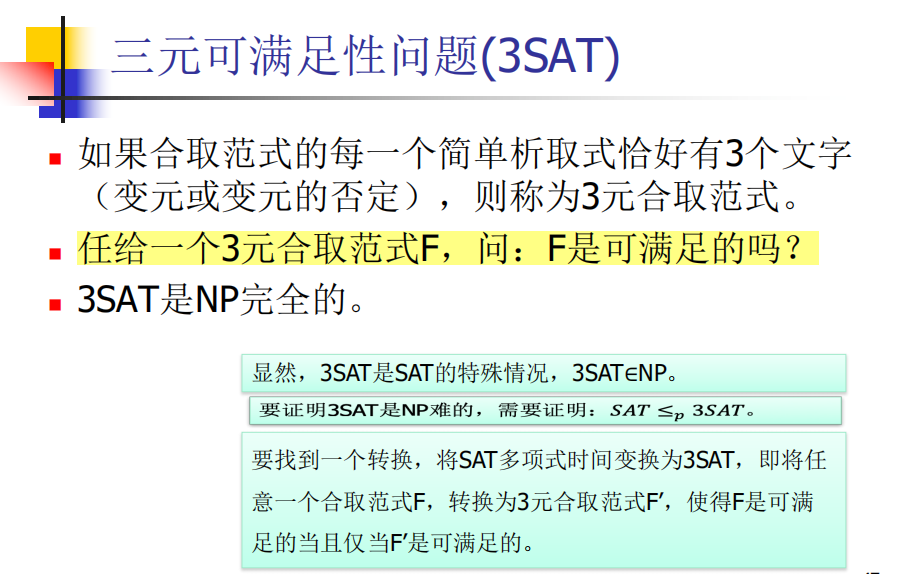 三元可满足性问题(3SAT)
如果合取范式的每一个简单析取式恰好有3个文字
（变元或变元的否定），则称为3元合取范式。
任给一个3元合取范式F，问：F是可满足的吗？
3SAT是NP完全的。
显然，3SAT是SAT的特殊情况，3SAT∈NP。
要证明3SAT是NP难的，需要证明：SAT ≤p 3SAT。
要找到一个转换，将SAT多项式时间变换为3SAT，即将任
意一个合取范式F，转换为3元合取范式F′，使得F是可满
足的当且仅当F′是可满足的。